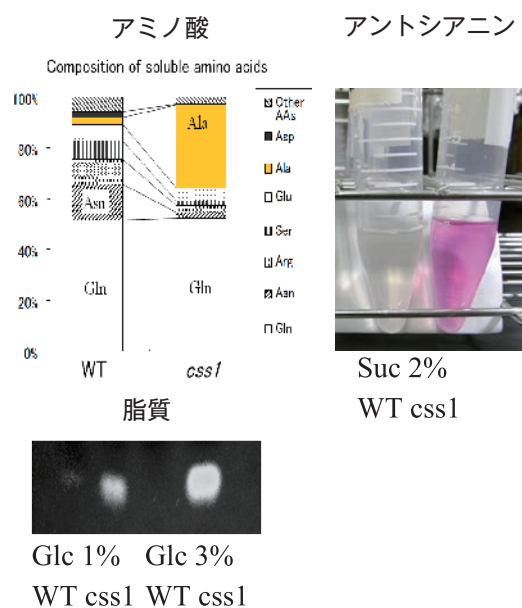 アミノ酸
アントシアニン
Composition of soluble amino acids
100%
80%
60%
40%
20%
0%
Asn
Gln
Ala
Gln
WT
css1
Other
AAs
Asp
Ala
Glu
Ser
Arg
Asn
Gln
Suc 2%
WT css1
脂質
Glc 1% Glc 3%
WT css1 WT css1